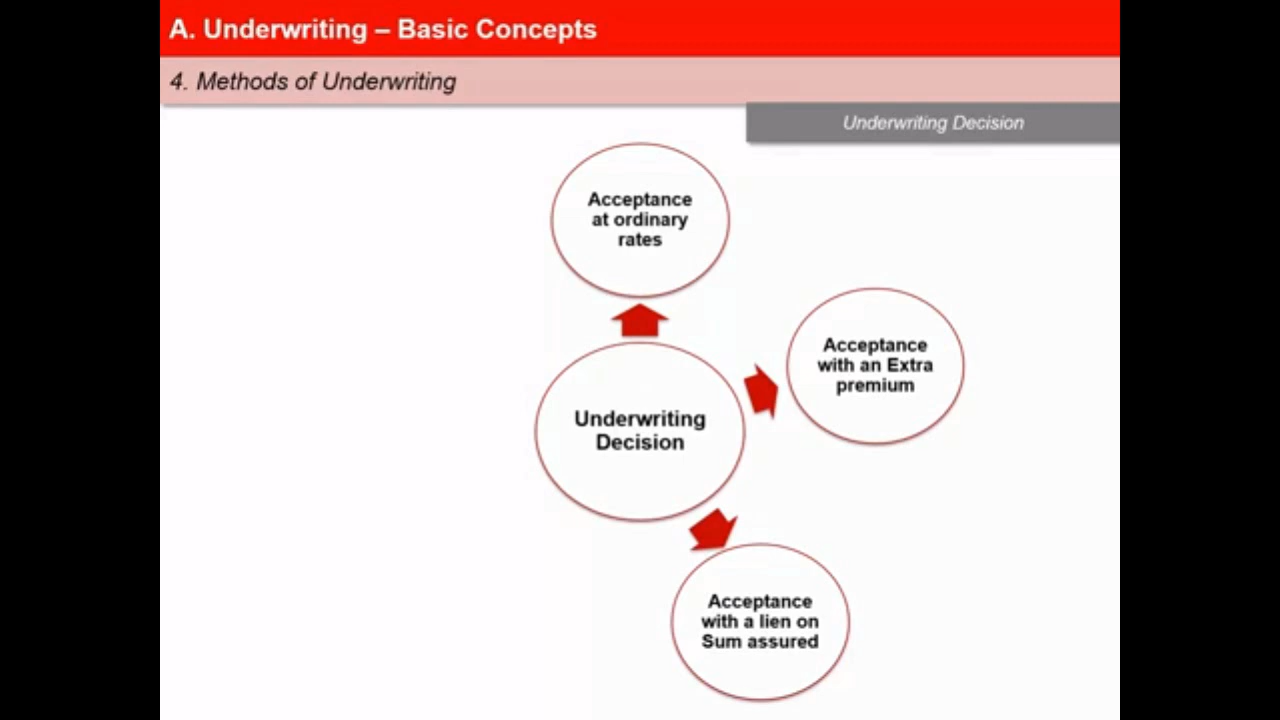 A. Underwriting – Basic Concepts
4. Methods of Underwriting
Underwriting Decision
Acceptance
at ordinary
rates
Acceptance
with an Extra
premium
Underwriting
Decision
Acceptance
with a lien on
Sum assured